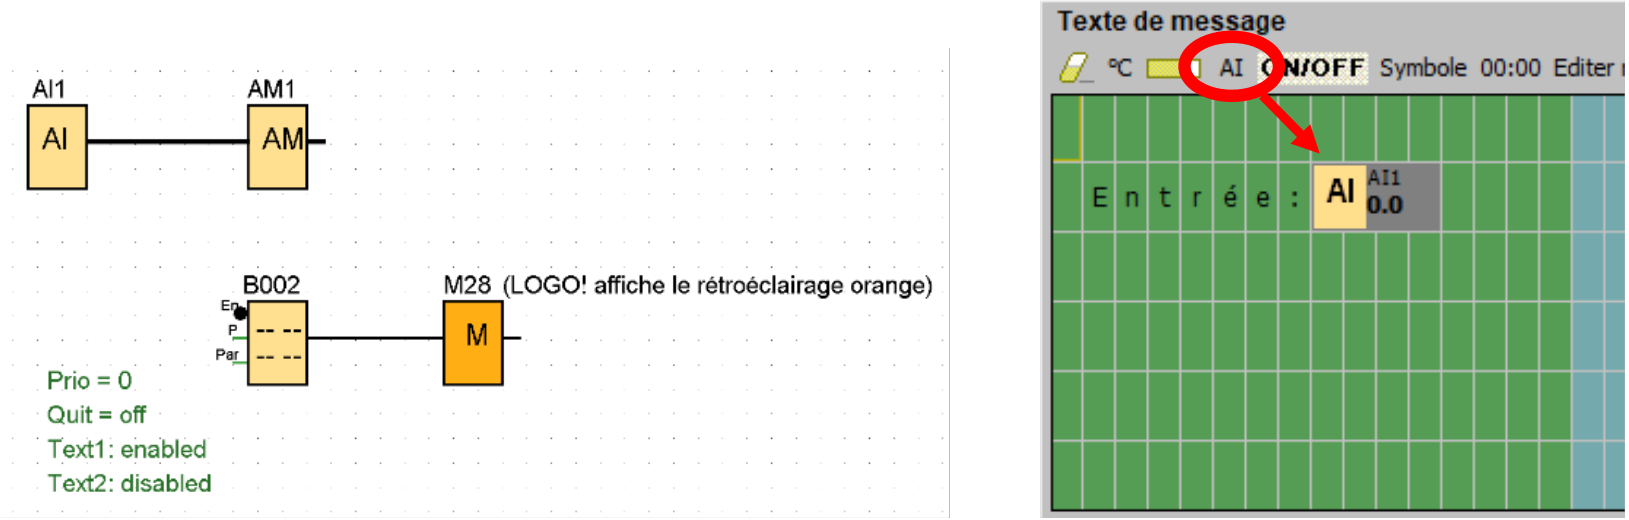 AI1
AM1
AI
AM
B002
M28 (LOGO! affiche le rétroéclairage orange)
En
P
Par
M
Prio = 0
Quit = off
Text1: enabled
Text2: disabled
Texte de message
°C AI ON/OFF Symbole 00:00 Editer
Entrée: AI AI1
0.0